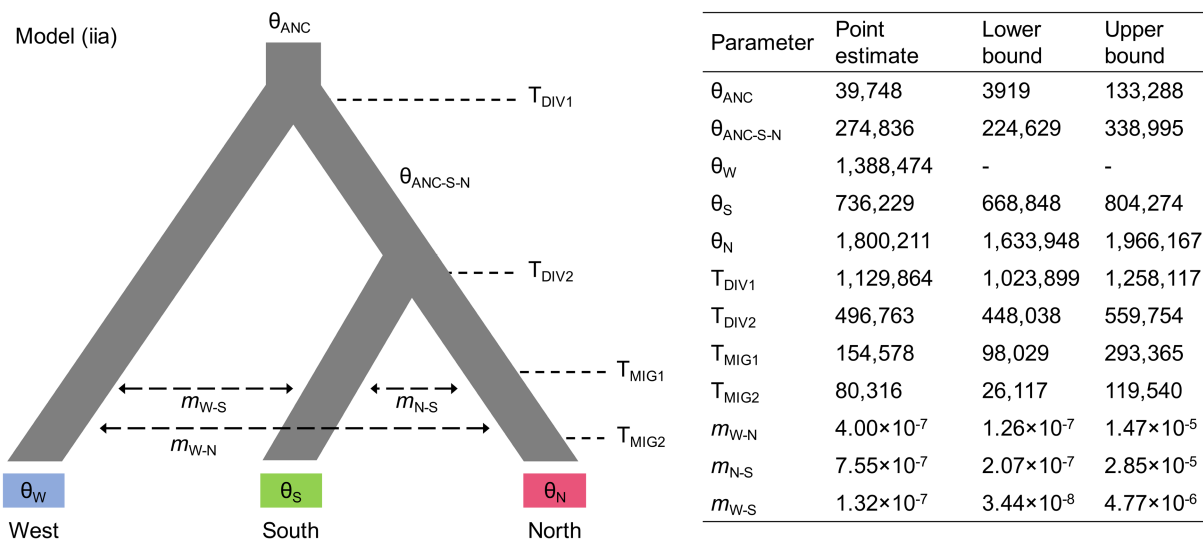 Model (iia)
θANC
TDIV1
θANC-S-N
TDIV2
TMIG1
mW-S
mN-S
mW-N
TMIG2
θW
θS
θN
West
South
North
Parameter Point estimate Lower bound Upper bound
θANC 39,748 3919 133,288
θANC-S-N 274,836 224,629 338,995
θW 1,388,474 - -
θS 736,229 668,848 804,274
θN 1,800,211 1,633,948 1,966,167
TDIV1 1,129,864 1,023,899 1,258,117
TDIV2 496,763 448,038 559,754
TMIG1 154,578 98,029 293,365
TMIG2 80,316 26,117 119,540
mW-N 4.00×10-7 1.26×10-7 1.47×10-5
mN-S 7.55×10-7 2.07×10-7 2.85×10-5
mW-S 1.32×10-7 3.44×10-8 4.77×10-6